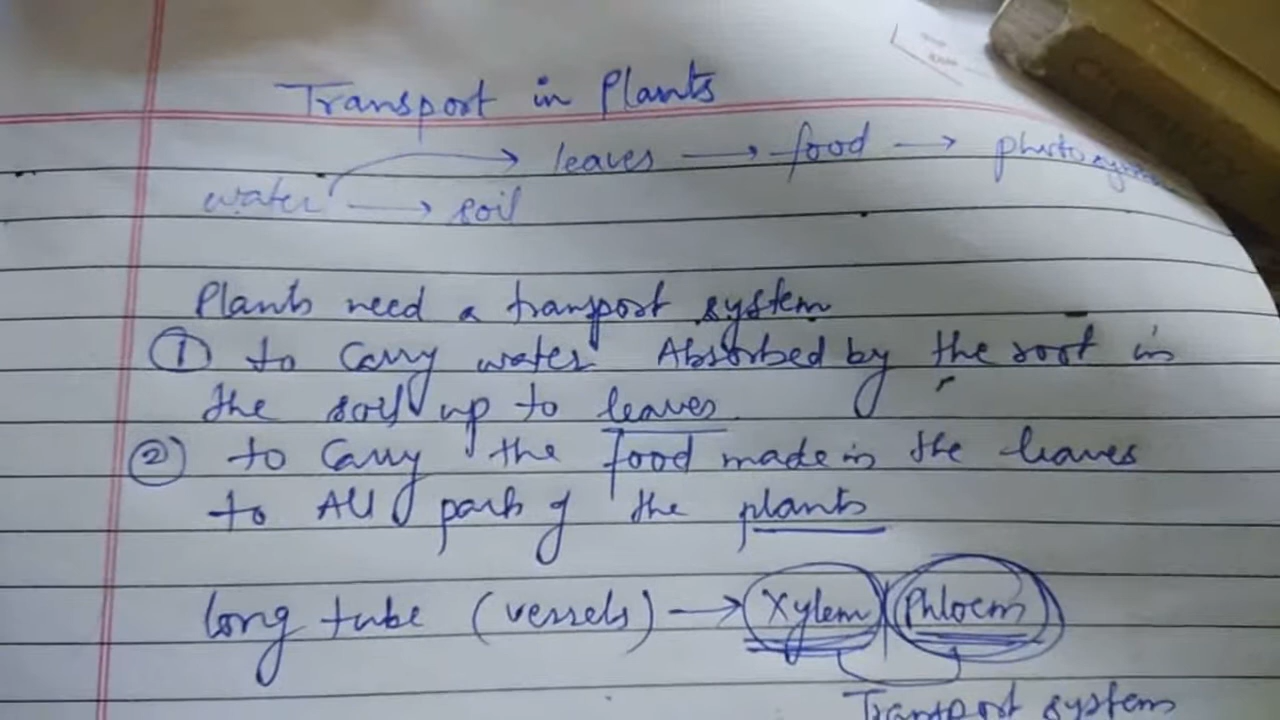 Transport in Plants
leaves → food →
water → soil
Plants need a transport system
① to carry water Absorbed by the root in
the soil up to leaves
② to carry the food made in the leaves
to All parts of the plants
long tube (vessels) → Xylem Phloem
Transport system